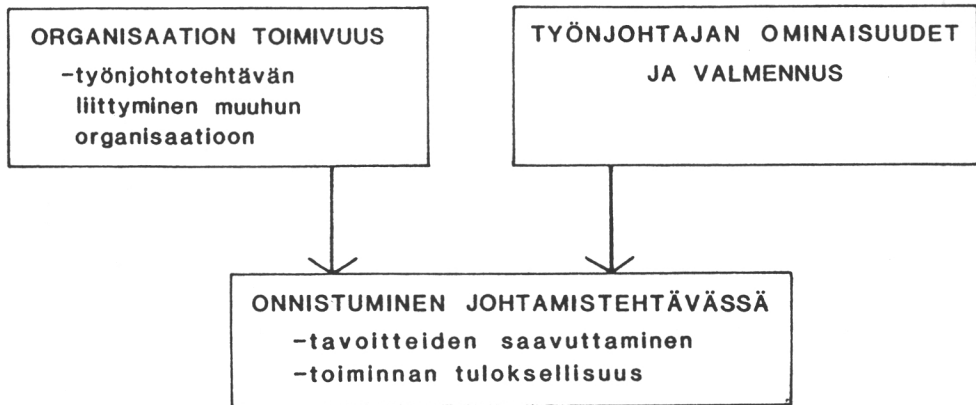 ORGANISAATION TOIMIVUUS
-työnjohtotehtävän
liittyminen muuhun
organisaatioon
TYÖNJOHTAJAN OMINAISUUDET
JA VALMENNUS
ONNISTUMINEN JOHTAMISTEHTÄVÄSSÄ
-tavoitteiden saavuttaminen
-toiminnan tuloksellisuus